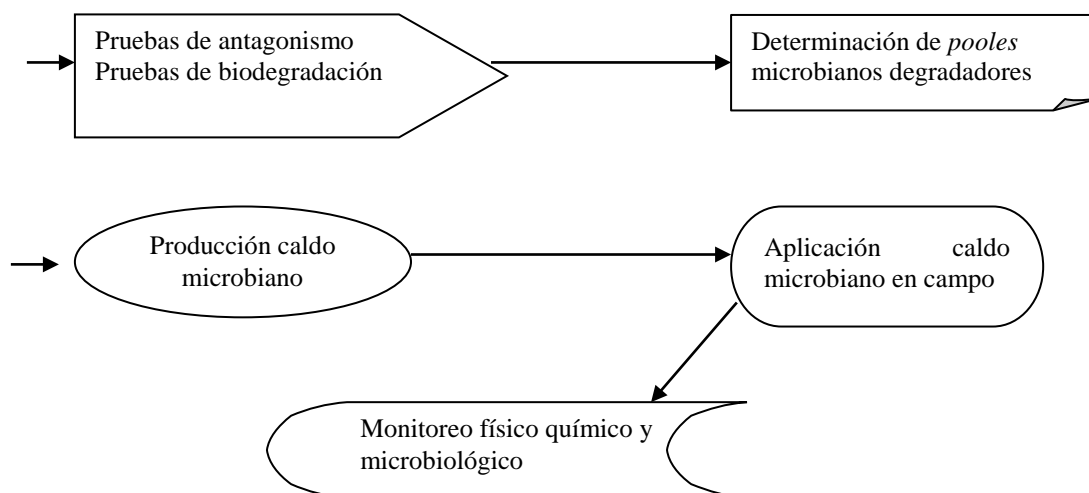 Pruebas de antagonismo
Pruebas de biodegradación
Determinación de pooles
microbianos degradadores
Producción caldo
microbiano
Aplicación caldo
microbiano en campo
Monitoreo físico químico y
microbiológico